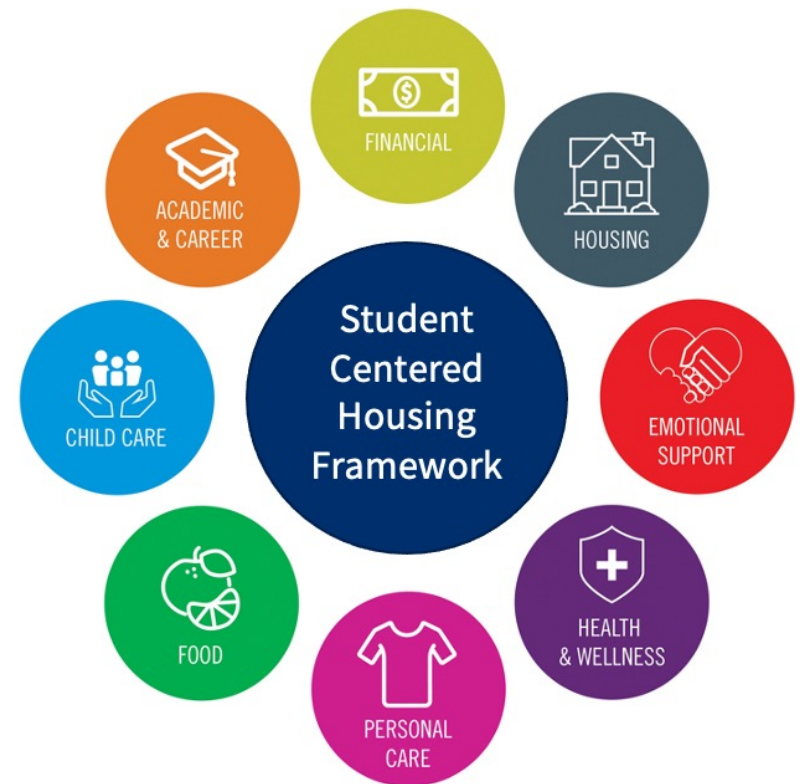 FINANCIAL
HOUSING
EMOTIONAL
SUPPORT
HEALTH
& WELLNESS
PERSONAL
CARE
FOOD
CHILD CARE
ACADEMIC
& CAREER
Student
Centered
Housing
Framework